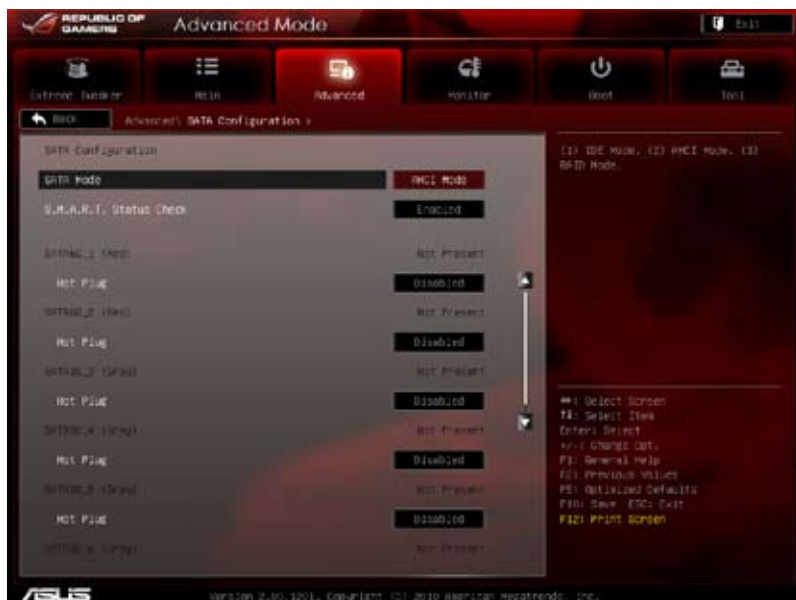 REPUBLIC OF GAMERS
Advanced Mode
Exit
Extreme Tweaker
Main
Advanced
Monitor
Boot
Tool
Back
Advanced\ SATA Configuration >
SATA Configuration
SATA Mode
AHCI Mode
S.M.A.R.T. Status Check
Enabled
Not Present
Hot Plug
Disabled
Not Present
Hot Plug
Disabled
Not Present
Hot Plug
Disabled
Not Present
Hot Plug
Disabled
Not Present
Hot Plug
Disabled
Not Present
(1) IDE Mode. (2) AHCI Mode. (3)
RAID Mode.
: Select Screen
: Select Item
Enter: Select
+/-: Change Opt.
F1: General Help
F2: Previous Values
F5: Optimized Defaults
F10: Save ESC: Exit
F12: Print Screen
ASUS
Version 2.00.1201. Copyright (C) 2010 American Megatrends, Inc.